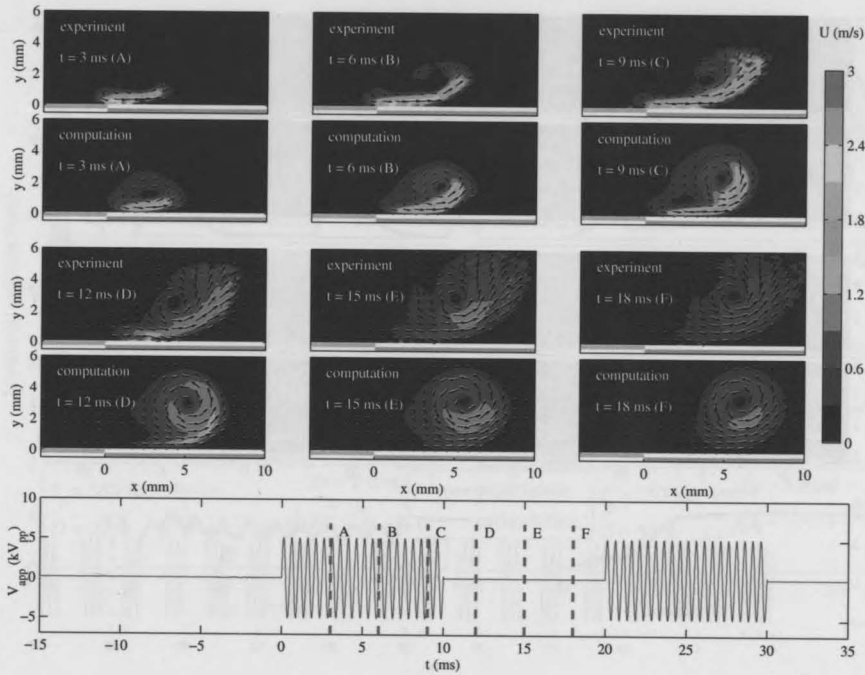 experiment
t = 3 ms (A)
experiment
t = 6 ms (B)
experiment
t = 9 ms (C)
U (m/s)
y (mm)
6
4
2
0
computation
t = 3 ms (A)
computation
t = 6 ms (B)
computation
t = 9 ms (C)
y (mm)
6
4
2
0
3
2.4
1.8
1.2
0.6
0
experiment
t = 12 ms (D)
experiment
t = 15 ms (E)
experiment
t = 18 ms (F)
y (mm)
6
4
2
0
computation
t = 12 ms (D)
computation
t = 15 ms (E)
computation
t = 18 ms (F)
y (mm)
6
4
2
0
0 5 10
0 5 10
0 5 10
x (mm)
x (mm)
x (mm)
V_app (kV_pp)
10
5
0
−5
A B C D E F
−15 −10 −5 0 5 10 15 20 25 30 35
t (ms)